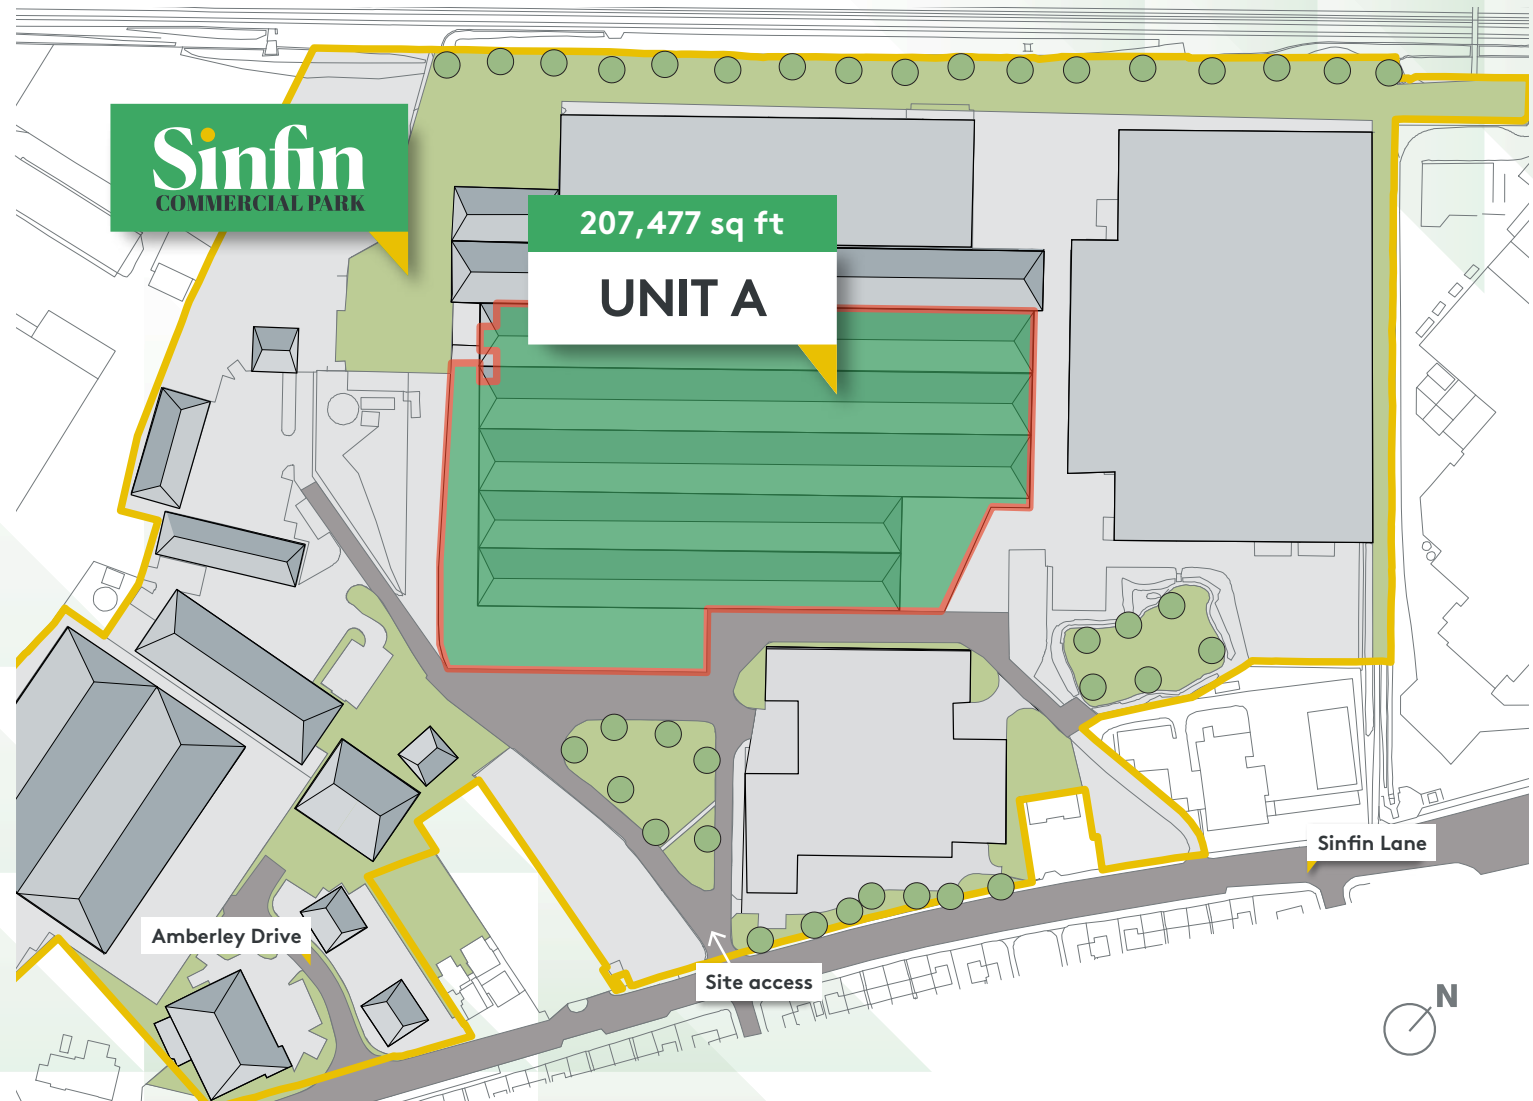 Sinfin
COMMERCIAL PARK
207,477 sq ft
UNIT A
Sinfin Lane
Amberley Drive
Site access
N